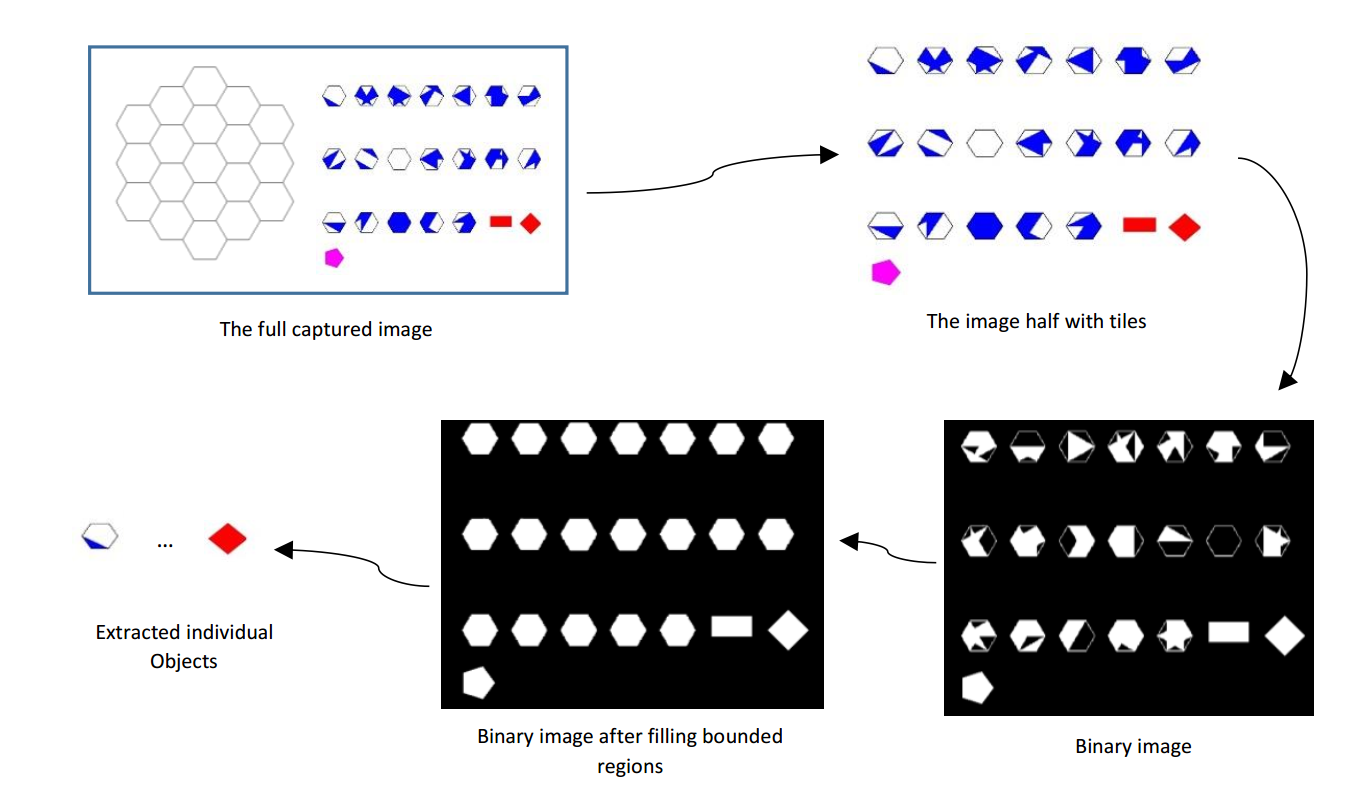 The full captured image
The image half with tiles
Extracted individual
Objects
...
Binary image after filling bounded
regions
Binary image